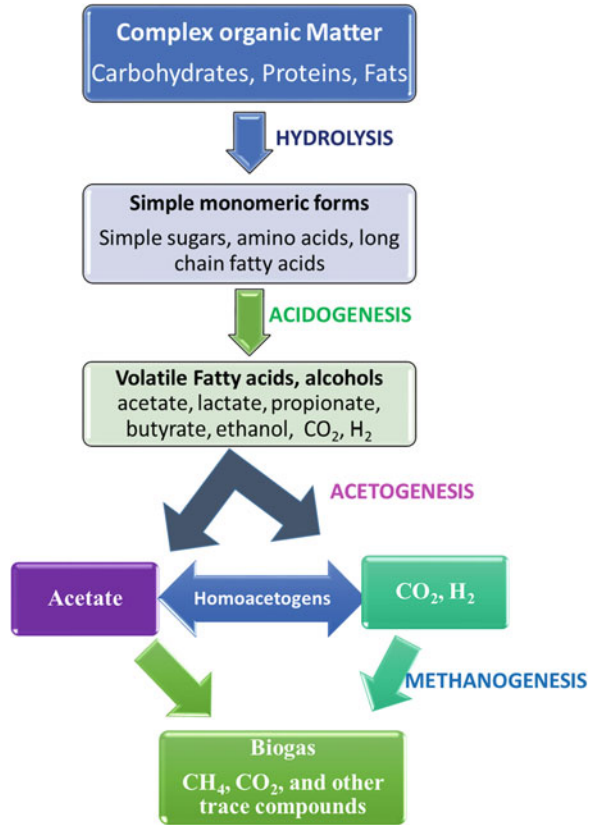 Complex organic Matter
Carbohydrates, Proteins, Fats
HYDROLYSIS
Simple monomeric forms
Simple sugars, amino acids, long
chain fatty acids
ACIDOGENESIS
Volatile Fatty acids, alcohols
acetate, lactate, propionate,
butyrate, ethanol, CO₂, H₂
ACETOGENESIS
Acetate
Homoacetogens
CO₂, H₂
METHANOGENESIS
Biogas
CH₄, CO₂, and other
trace compounds